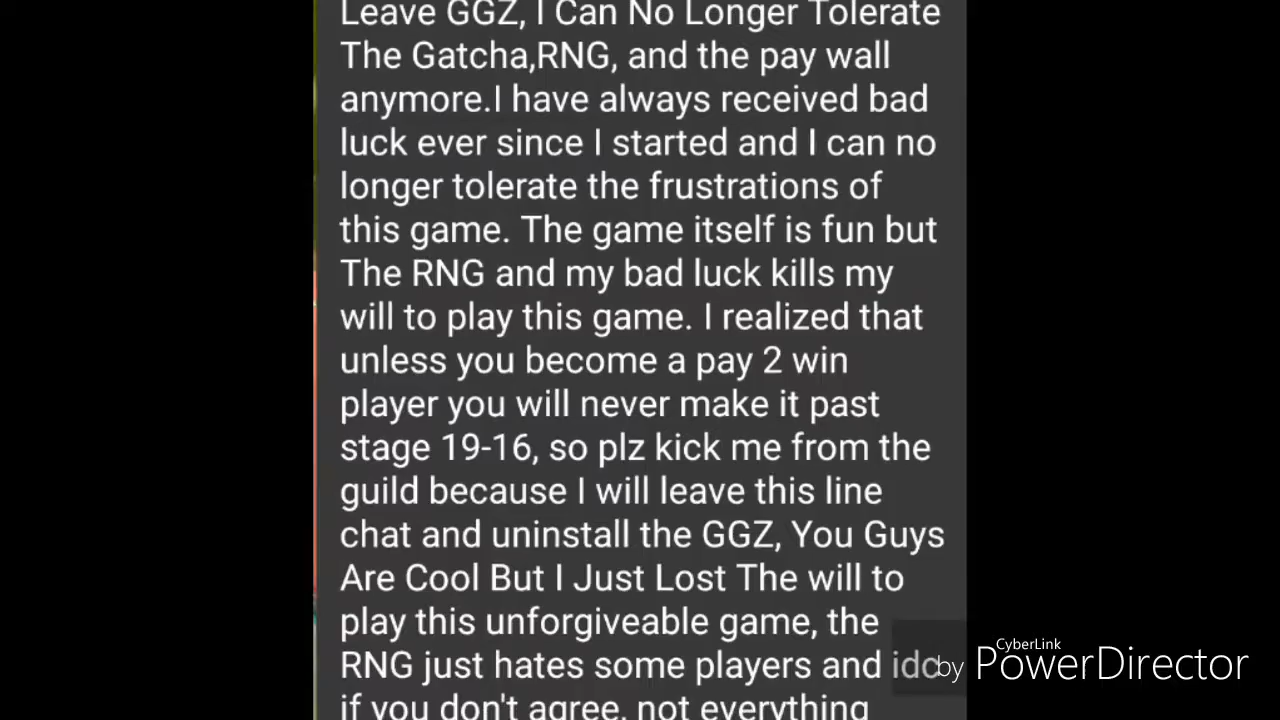 Leave GGZ, I Can No Longer Tolerate
The Gatcha,RNG, and the pay wall
anymore.I have always received bad
luck ever since I started and I can no
longer tolerate the frustrations of
this game. The game itself is fun but
The RNG and my bad luck kills my
will to play this game. I realized that
unless you become a pay 2 win
player you will never make it past
stage 19-16, so plz kick me from the
guild because I will leave this line
chat and uninstall the GGZ, You Guys
Are Cool But I Just Lost The will to
play this unforgiveable game, the
RNG just hates some players and idc
if you don't agree, not everything
by CyberLink
PowerDirector